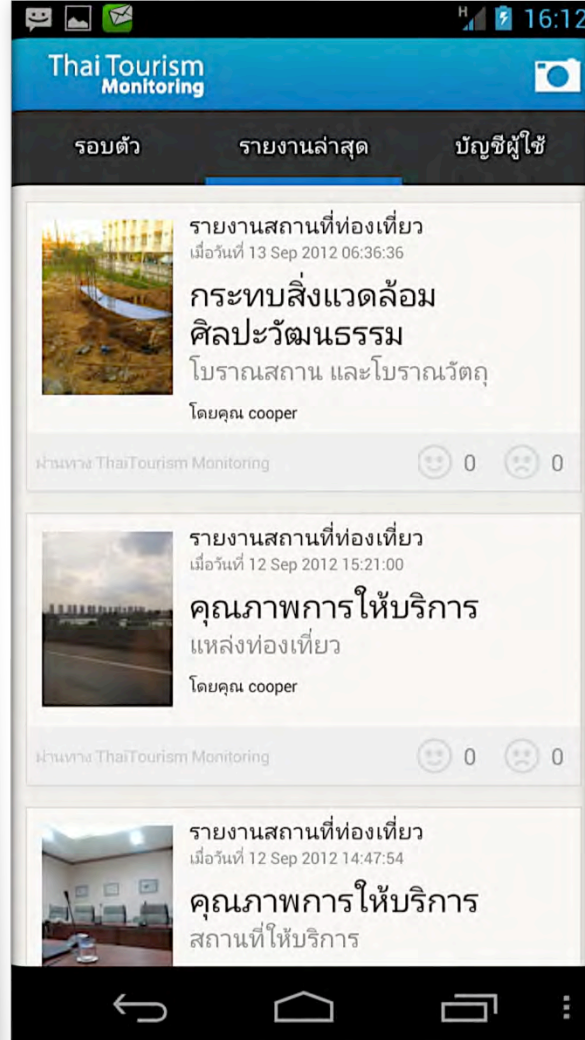 H 16:12
Thai Tourism
Monitoring
รอบตัว รายงานล่าสุด บัญชีผู้ใช้
รายงานสถานที่ท่องเที่ยว
เมื่อวันที่ 13 Sep 2012 06:36:36
กระทบสิ่งแวดล้อม
ศิลปะวัฒนธรรม
โบราณสถาน และโบราณวัตถุ
โดยคุณ cooper
ผ่านทาง ThaiTourism Monitoring 0 0
รายงานสถานที่ท่องเที่ยว
เมื่อวันที่ 12 Sep 2012 15:21:00
คุณภาพการให้บริการ
แหล่งท่องเที่ยว
โดยคุณ cooper
ผ่านทาง ThaiTourism Monitoring 0 0
รายงานสถานที่ท่องเที่ยว
เมื่อวันที่ 12 Sep 2012 14:47:54
คุณภาพการให้บริการ
สถานที่ให้บริการ